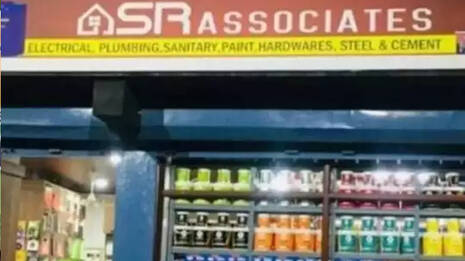 SR ASSOCIATES
ELECTRICAL, PLUMBING,SANITARY,PAINT,HARDWARES, STEEL & CEMENT